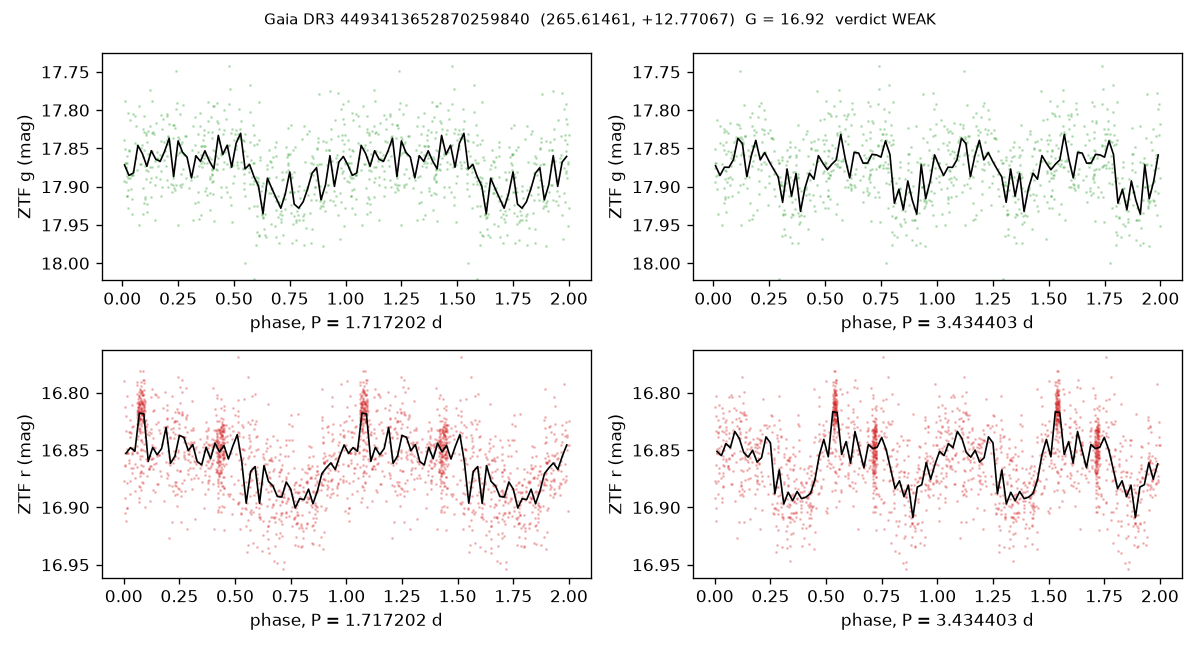 Gaia DR3 4493413652870259840 (265.61461, +12.77067) G = 16.92 verdict WEAK
ZTF g (mag)
17.75
17.80
17.85
17.90
17.95
18.00
0.00 0.25 0.50 0.75 1.00 1.25 1.50 1.75 2.00
phase, P = 1.717202 d
ZTF g (mag)
17.75
17.80
17.85
17.90
17.95
18.00
0.00 0.25 0.50 0.75 1.00 1.25 1.50 1.75 2.00
phase, P = 3.434403 d
ZTF r (mag)
16.80
16.85
16.90
16.95
0.00 0.25 0.50 0.75 1.00 1.25 1.50 1.75 2.00
phase, P = 1.717202 d
ZTF r (mag)
16.80
16.85
16.90
16.95
0.00 0.25 0.50 0.75 1.00 1.25 1.50 1.75 2.00
phase, P = 3.434403 d